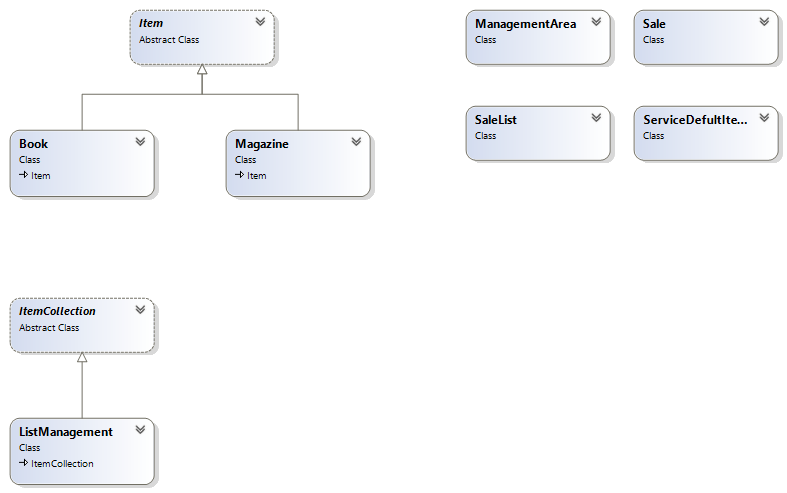 Item
Abstract Class
ManagementArea
Class
Sale
Class
SaleList
Class
ServiceDefultIte...
Class
Book
Class
Item
Magazine
Class
Item
ItemCollection
Abstract Class
ListManagement
Class
ItemCollection